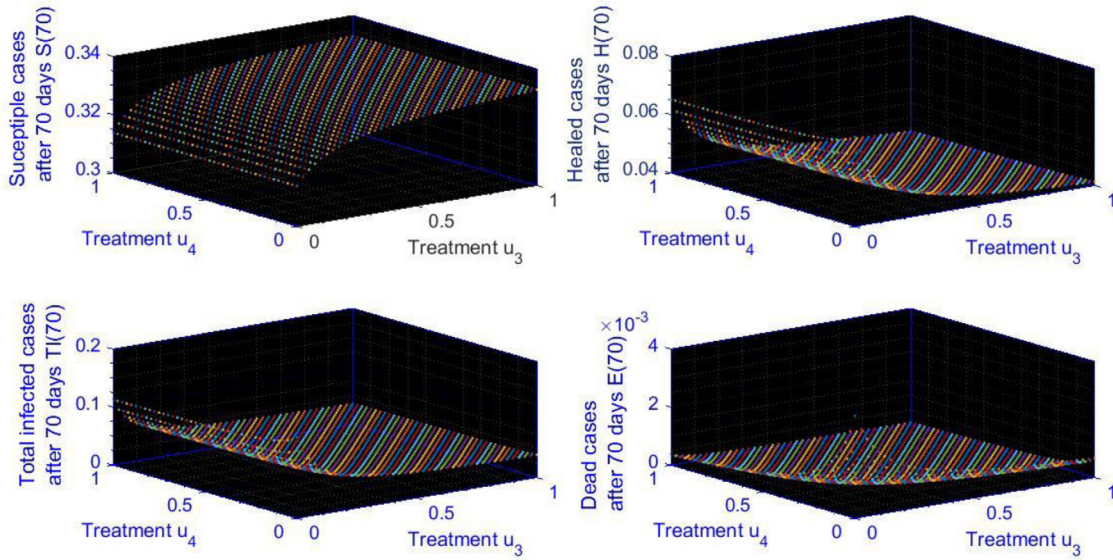 Suceptiple cases
after 70 days S(70)
0.34
0.32
0.3
1
0.5
0
Treatment u4
0
0.5
1
Treatment u3
Healed cases
after 70 days H(70)
0.08
0.06
0.04
1
0.5
0
Treatment u4
0
0.5
1
Treatment u3
Total infected cases
after 70 days TI(70)
0.2
0.1
0
1
0.5
0
Treatment u4
0
0.5
1
Treatment u3
Dead cases
after 70 days E(70)
×10-3
4
2
0
1
0.5
0
Treatment u4
0
0.5
1
Treatment u3